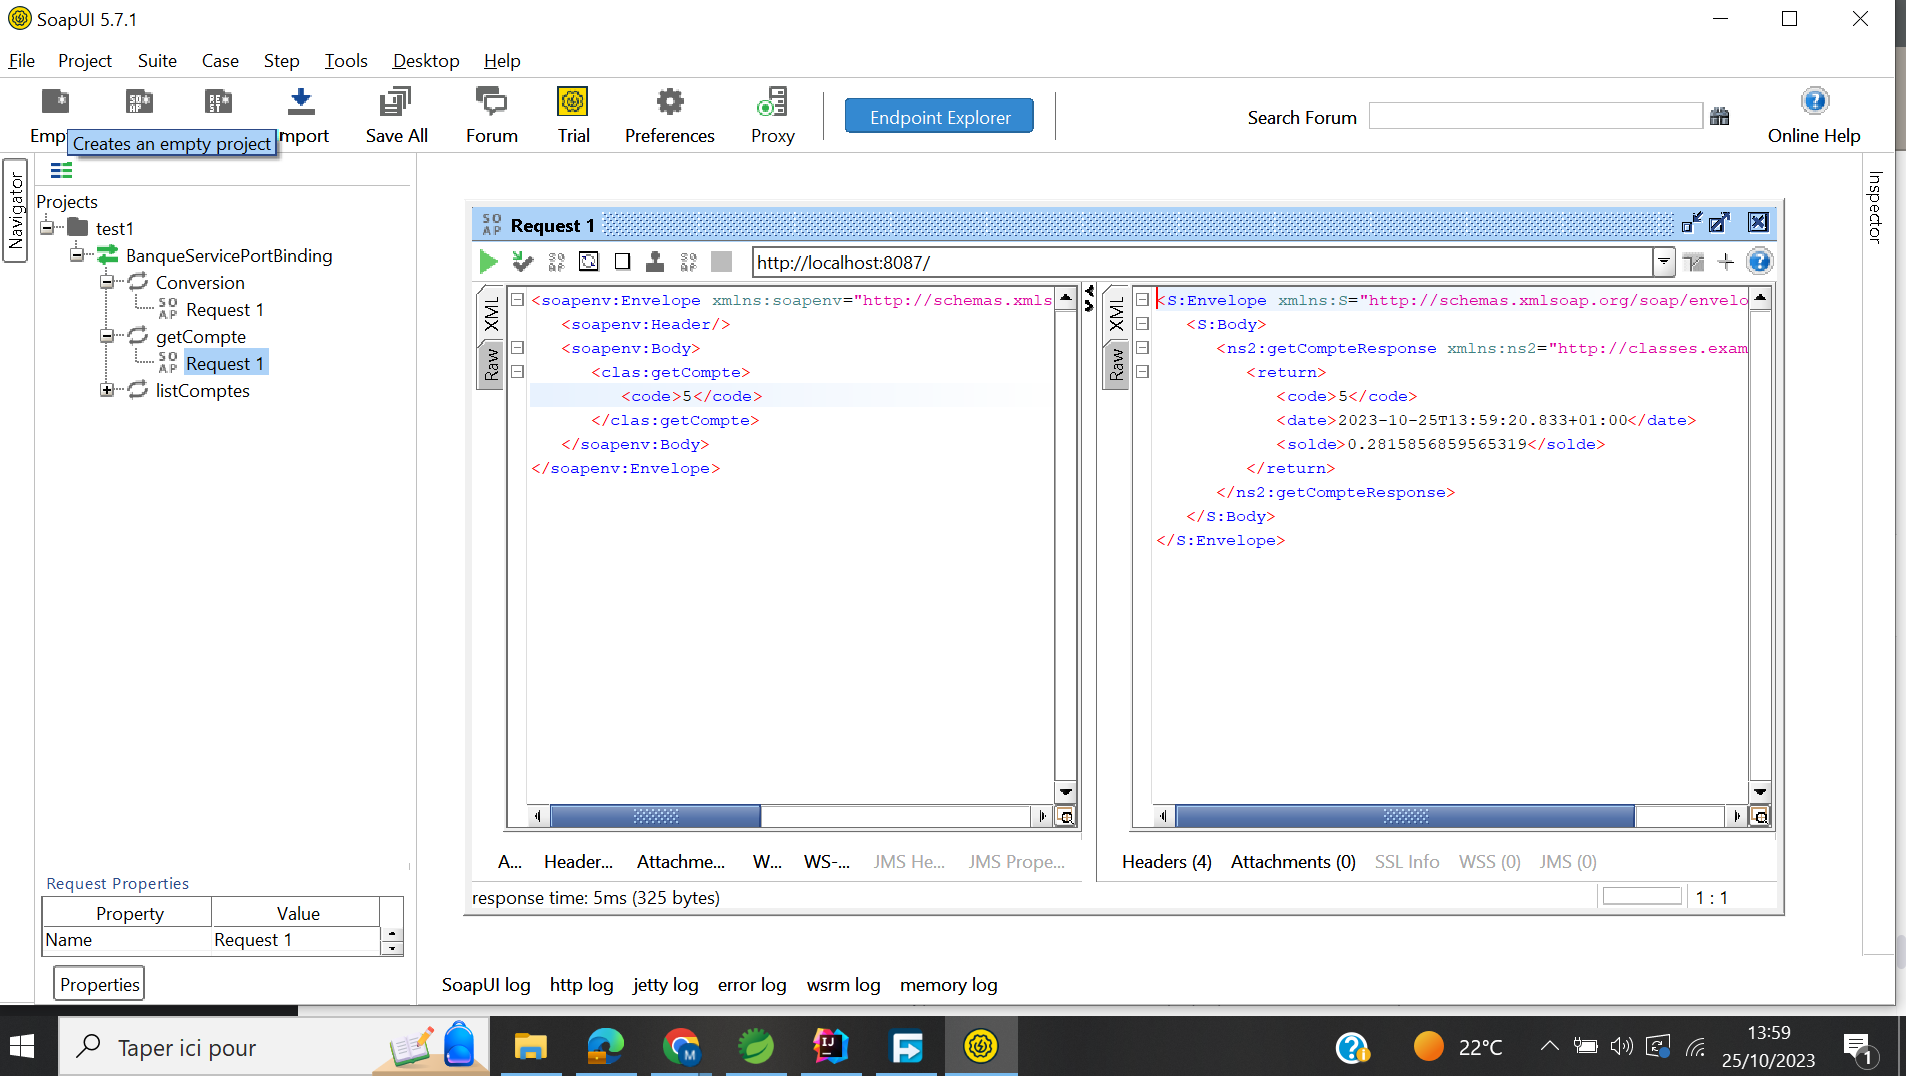 SoapUI 5.7.1
File Project Suite Case Step Tools Desktop Help
Creates an empty project
Save All Forum Trial Preferences Proxy Endpoint Explorer Search Forum Online Help
Navigator
Inspector
Projects
test1
BanqueServicePortBinding
Conversion
SOAP Request 1
getCompte
SOAP Request 1
listComptes
SOAP Request 1
http://localhost:8087/
XML
Raw
<soapenv:Envelope xmlns:soapenv="http://schemas.xmls
<soapenv:Header/>
<soapenv:Body>
<clas:getCompte>
<code>5</code>
</clas:getCompte>
</soapenv:Body>
</soapenv:Envelope>
XML
Raw
<S:Envelope xmlns:S="http://schemas.xmlsoap.org/soap/envelo
<S:Body>
<ns2:getCompteResponse xmlns:ns2="http://classes.exam
<return>
<code>5</code>
<date>2023-10-25T13:59:20.833+01:00</date>
<solde>0.2815856859565319</solde>
</return>
</ns2:getCompteResponse>
</S:Body>
</S:Envelope>
A... Header... Attachme... W... WS-... JMS He... JMS Prope...
Headers (4) Attachments (0) SSL Info WSS (0) JMS (0)
response time: 5ms (325 bytes)
1 : 1
Request Properties
Property Value
Name Request 1
Properties
SoapUI log http log jetty log error log wsrm log memory log
Taper ici pour
22°C
13:59
25/10/2023
1